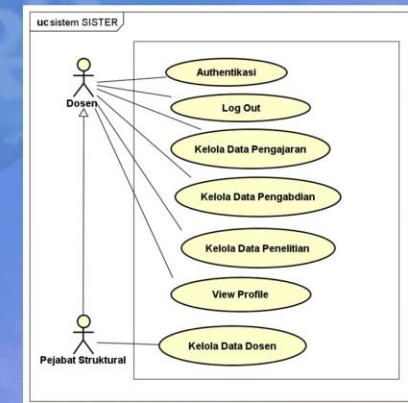 uc sistem SISTER
Authentikasi
Dosen
Log Out
Kelola Data Pengajaran
Kelola Data Pengabdian
Kelola Data Penelitian
View Profile
Pejabat Struktural
Kelola Data Dosen